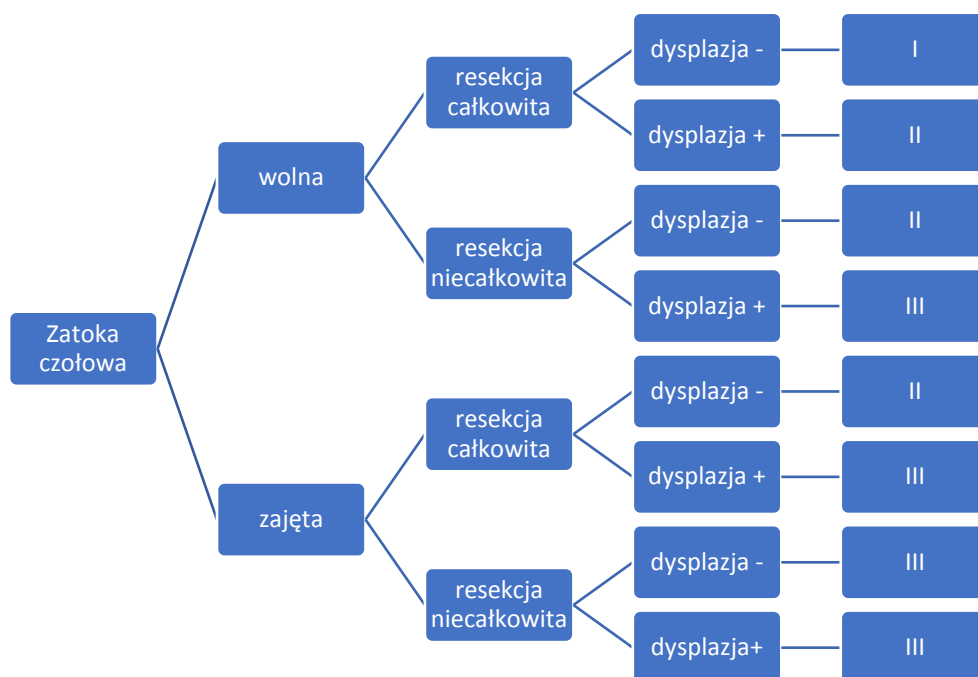 Zatoka
czołowa
wolna
resekcja
całkowita
dysplazja -
I
dysplazja +
II
resekcja
niecałkowita
dysplazja -
II
dysplazja +
III
zajęta
resekcja
całkowita
dysplazja -
II
dysplazja +
III
resekcja
niecałkowita
dysplazja -
III
dysplazja+
III